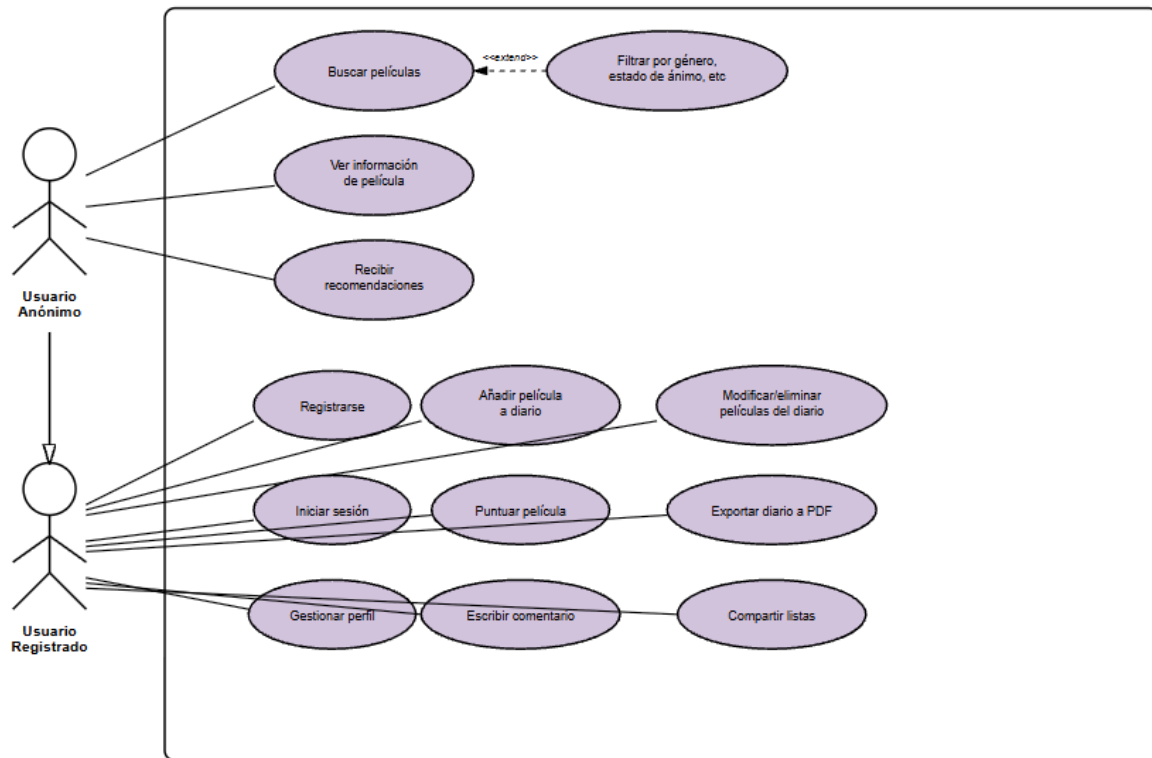 Buscar películas
<<extend>>
Filtrar por género,
estado de ánimo, etc
Ver información
de película
Recibir
recomendaciones
Usuario
Anónimo
Registrarse
Añadir película
a diario
Modificar/eliminar
películas del diario
Iniciar sesión
Puntuar película
Exportar diario a PDF
Gestionar perfil
Escribir comentario
Compartir listas
Usuario
Registrado